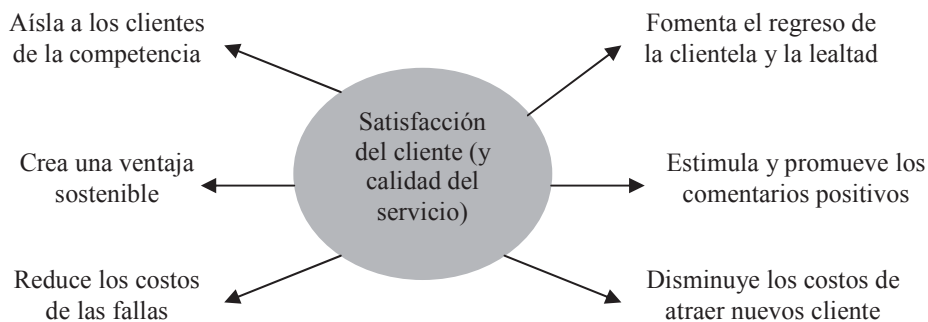 Aísla a los clientes
de la competencia
Fomenta el regreso de
la clientela y la lealtad
Satisfacción
del cliente (y
calidad del
servicio)
Crea una ventaja
sostenible
Estimula y promueve los
comentarios positivos
Reduce los costos
de las fallas
Disminuye los costos de
atraer nuevos cliente